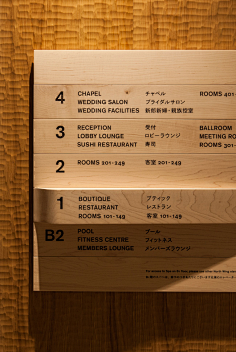 4 CHAPEL チャペル ROOMS 401-
WEDDING SALON ブライダルサロン
WEDDING FACILITIES 新郎新婦・親族控室
3 RECEPTION 受付 BALLROOM
LOBBY LOUNGE ロビーラウンジ MEETING RO
SUSHI RESTAURANT 寿司 ROOMS 301-
2 ROOMS 201-249 客室 201-249
1 BOUTIQUE ブティック
RESTAURANT レストラン
ROOMS 101-149 客室 101-149
B2 POOL プール
FITNESS CENTRE フィットネス
MEMBERS LOUNGE メンバーズラウンジ